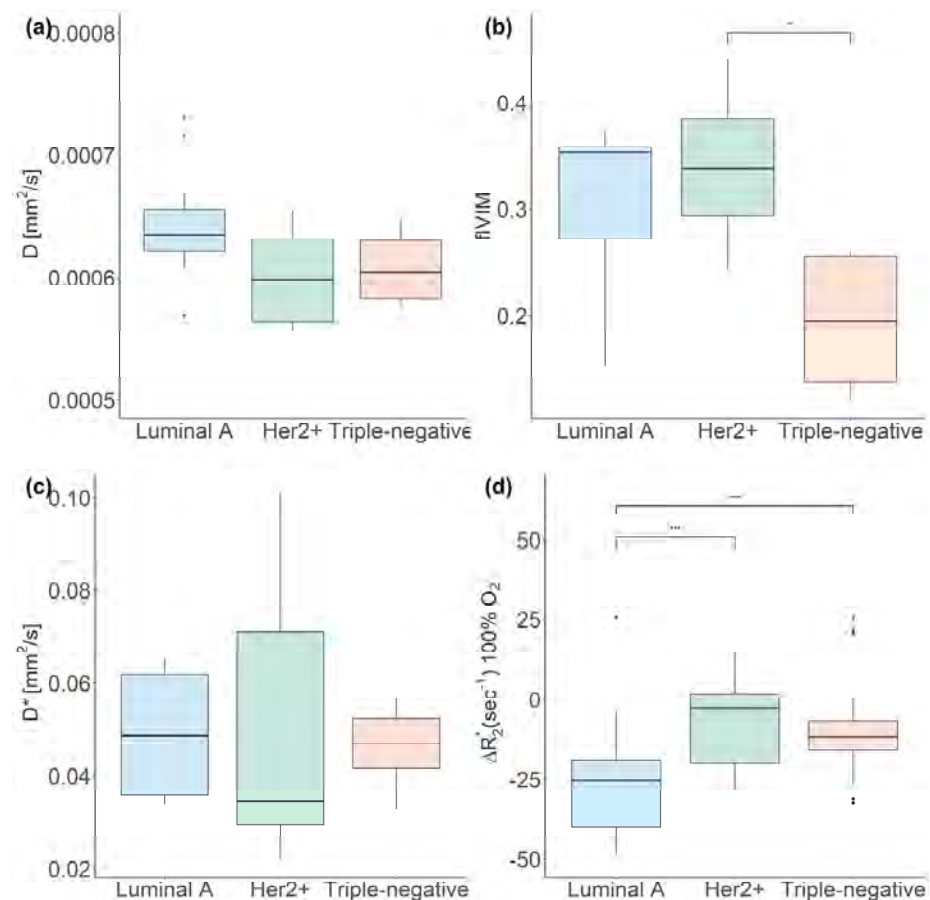 (a)
0.0008
0.0007
0.0006
0.0005
D [mm²/s]
Luminal A Her2+ Triple-negative
(b)
0.4
0.3
0.2
fIVIM
Luminal A Her2+ Triple-negative
(c)
0.10
0.08
0.06
0.04
0.02
D* [mm²/s]
Luminal A Her2+ Triple-negative
(d)
50
25
0
-25
-50
ΔR₂*(sec⁻¹) 100% O₂
Luminal A Her2+ Triple-negative